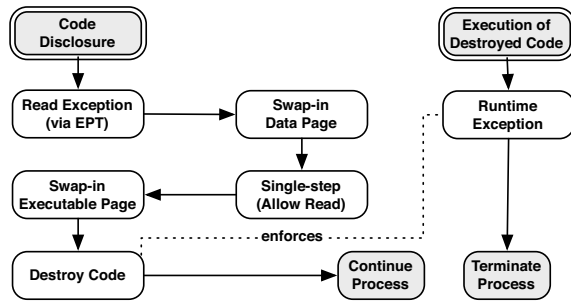 Code
Disclosure
Execution of
Destroyed Code
Read Exception
(via EPT)
Swap-in
Data Page
Runtime
Exception
Swap-in
Executable Page
Single-step
(Allow Read)
enforces
Destroy Code
Continue
Process
Terminate
Process